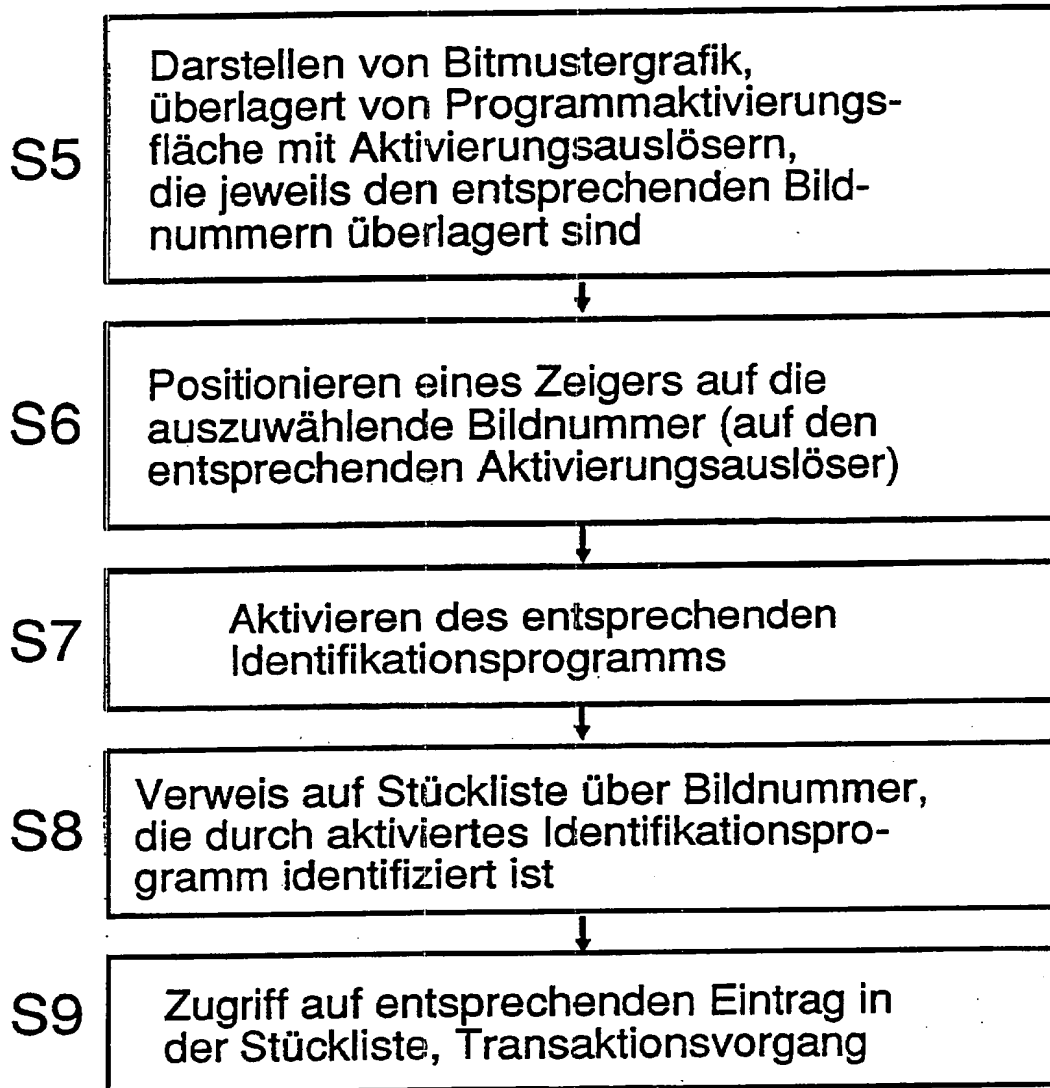 S5
Darstellen von Bitmustergrafik,
überlagert von Programmaktivierungs-
fläche mit Aktivierungsauslösern,
die jeweils den entsprechenden Bild-
nummern überlagert sind
S6
Positionieren eines Zeigers auf die
auszuwählende Bildnummer (auf den
entsprechenden Aktivierungsauslöser)
S7
Aktivieren des entsprechenden
Identifikationsprogramms
S8
Verweis auf Stückliste über Bildnummer,
die durch aktiviertes Identifikationspro-
gramm identifiziert ist
S9
Zugriff auf entsprechenden Eintrag in
der Stückliste, Transaktionsvorgang